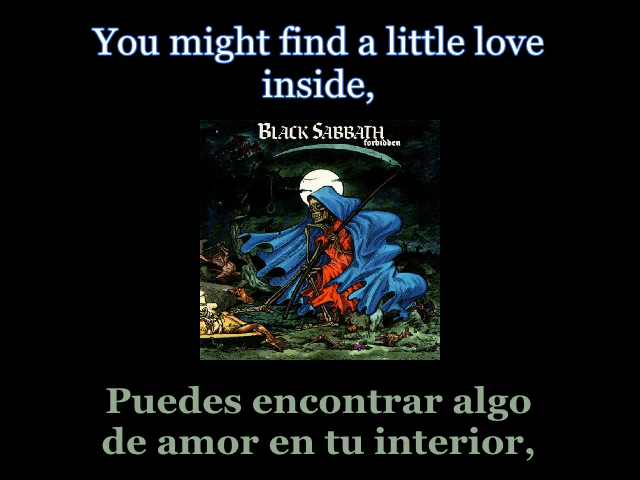 You might find a little love
inside,
BLACK SABBATH
forbidden
Puedes encontrar algo
de amor en tu interior,